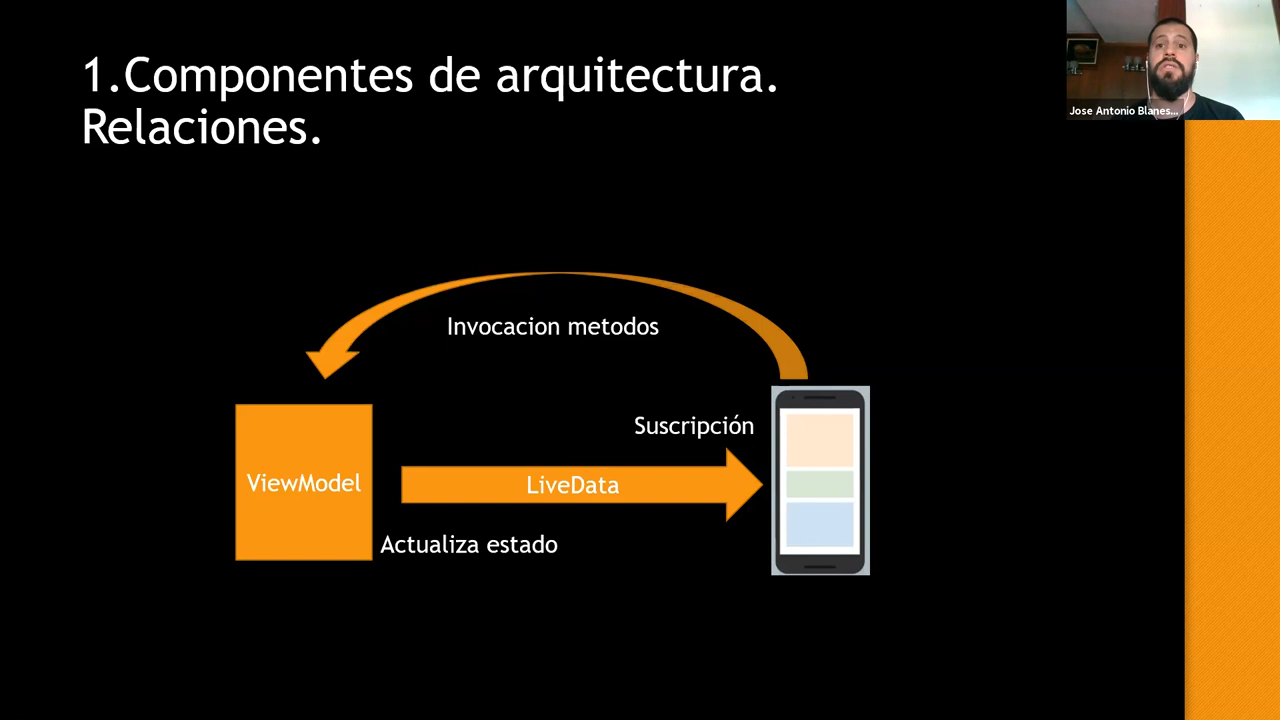 1.Componentes de arquitectura.
Relaciones.
Jose Antonio Blanes...
Invocacion metodos
Suscripción
ViewModel
LiveData
Actualiza estado